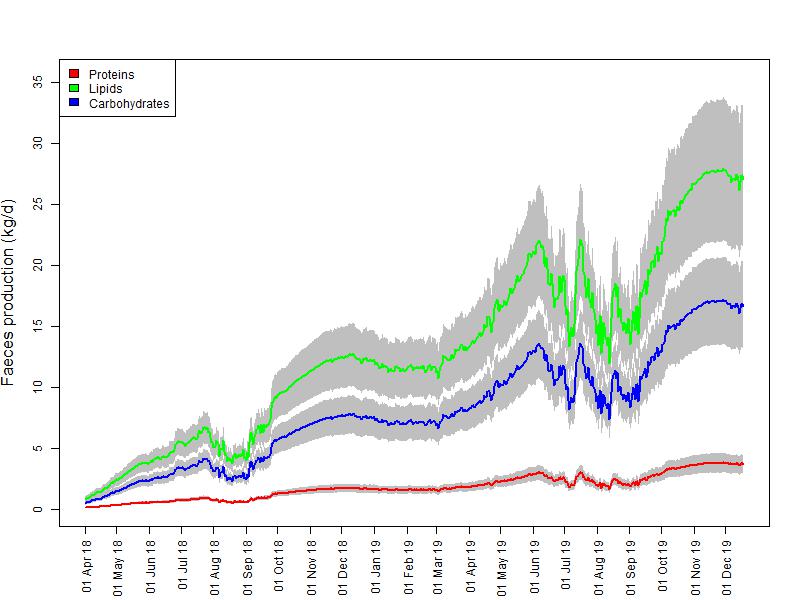 Proteins
Lipids
Carbohydrates
Faeces production (kg/d)
35
30
25
20
15
10
5
0
01 Apr 18
01 May 18
01 Jun 18
01 Jul 18
01 Aug 18
01 Sep 18
01 Oct 18
01 Nov 18
01 Dec 18
01 Jan 19
01 Feb 19
01 Mar 19
01 Apr 19
01 May 19
01 Jun 19
01 Jul 19
01 Aug 19
01 Sep 19
01 Oct 19
01 Nov 19
01 Dec 19